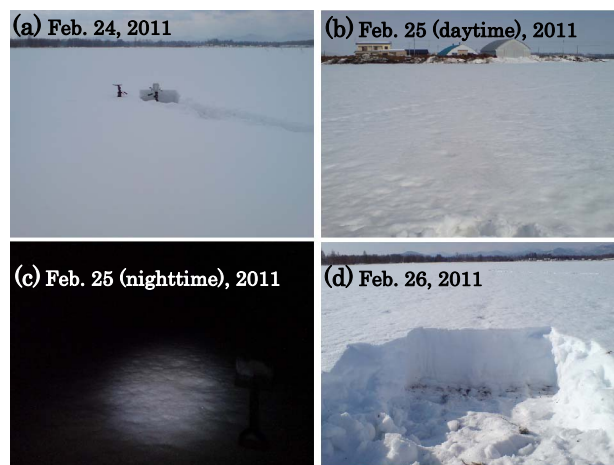 (a) Feb. 24, 2011
(b) Feb. 25 (daytime), 2011
(c) Feb. 25 (nighttime), 2011
(d) Feb. 26, 2011